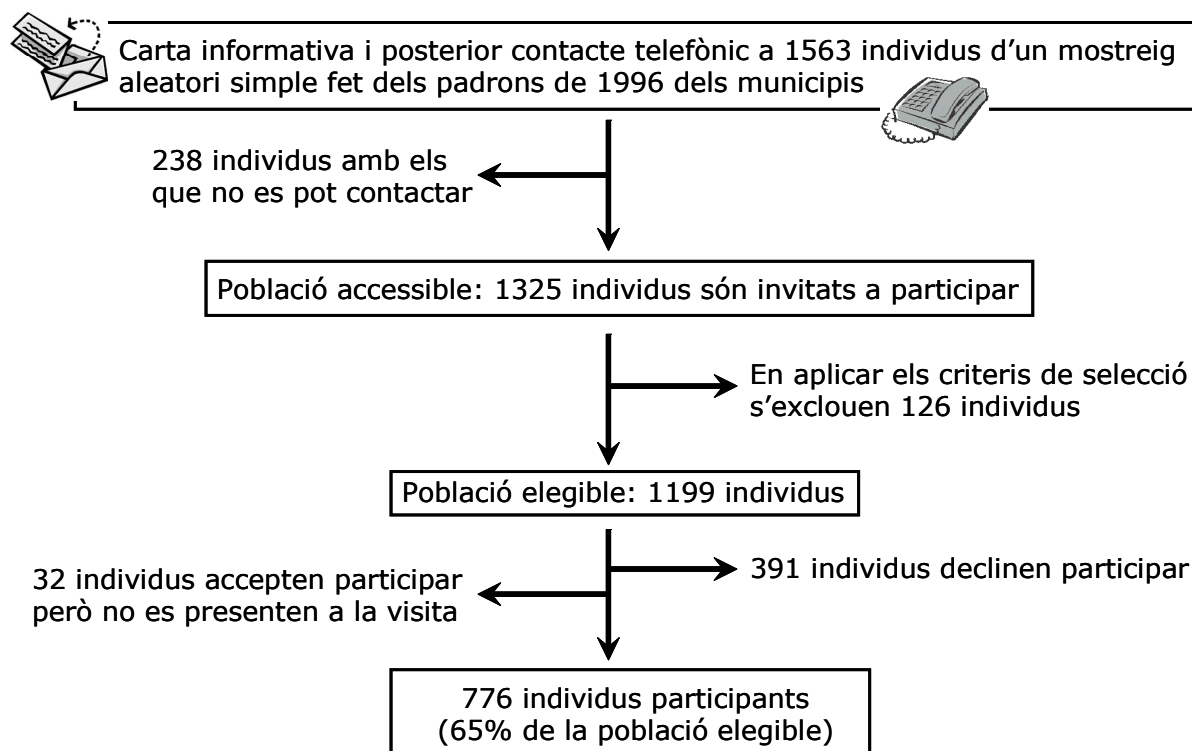 Carta informativa i posterior contacte telefònic a 1563 individus d’un mostreig
aleatori simple fet dels padrons de 1996 dels municipis
238 individus amb els
que no es pot contactar
Població accessible: 1325 individus són invitats a participar
En aplicar els criteris de selecció
s’exclouen 126 individus
Població elegible: 1199 individus
32 individus accepten participar
però no es presenten a la visita
391 individus declinen participar
776 individus participants
(65% de la població elegible)